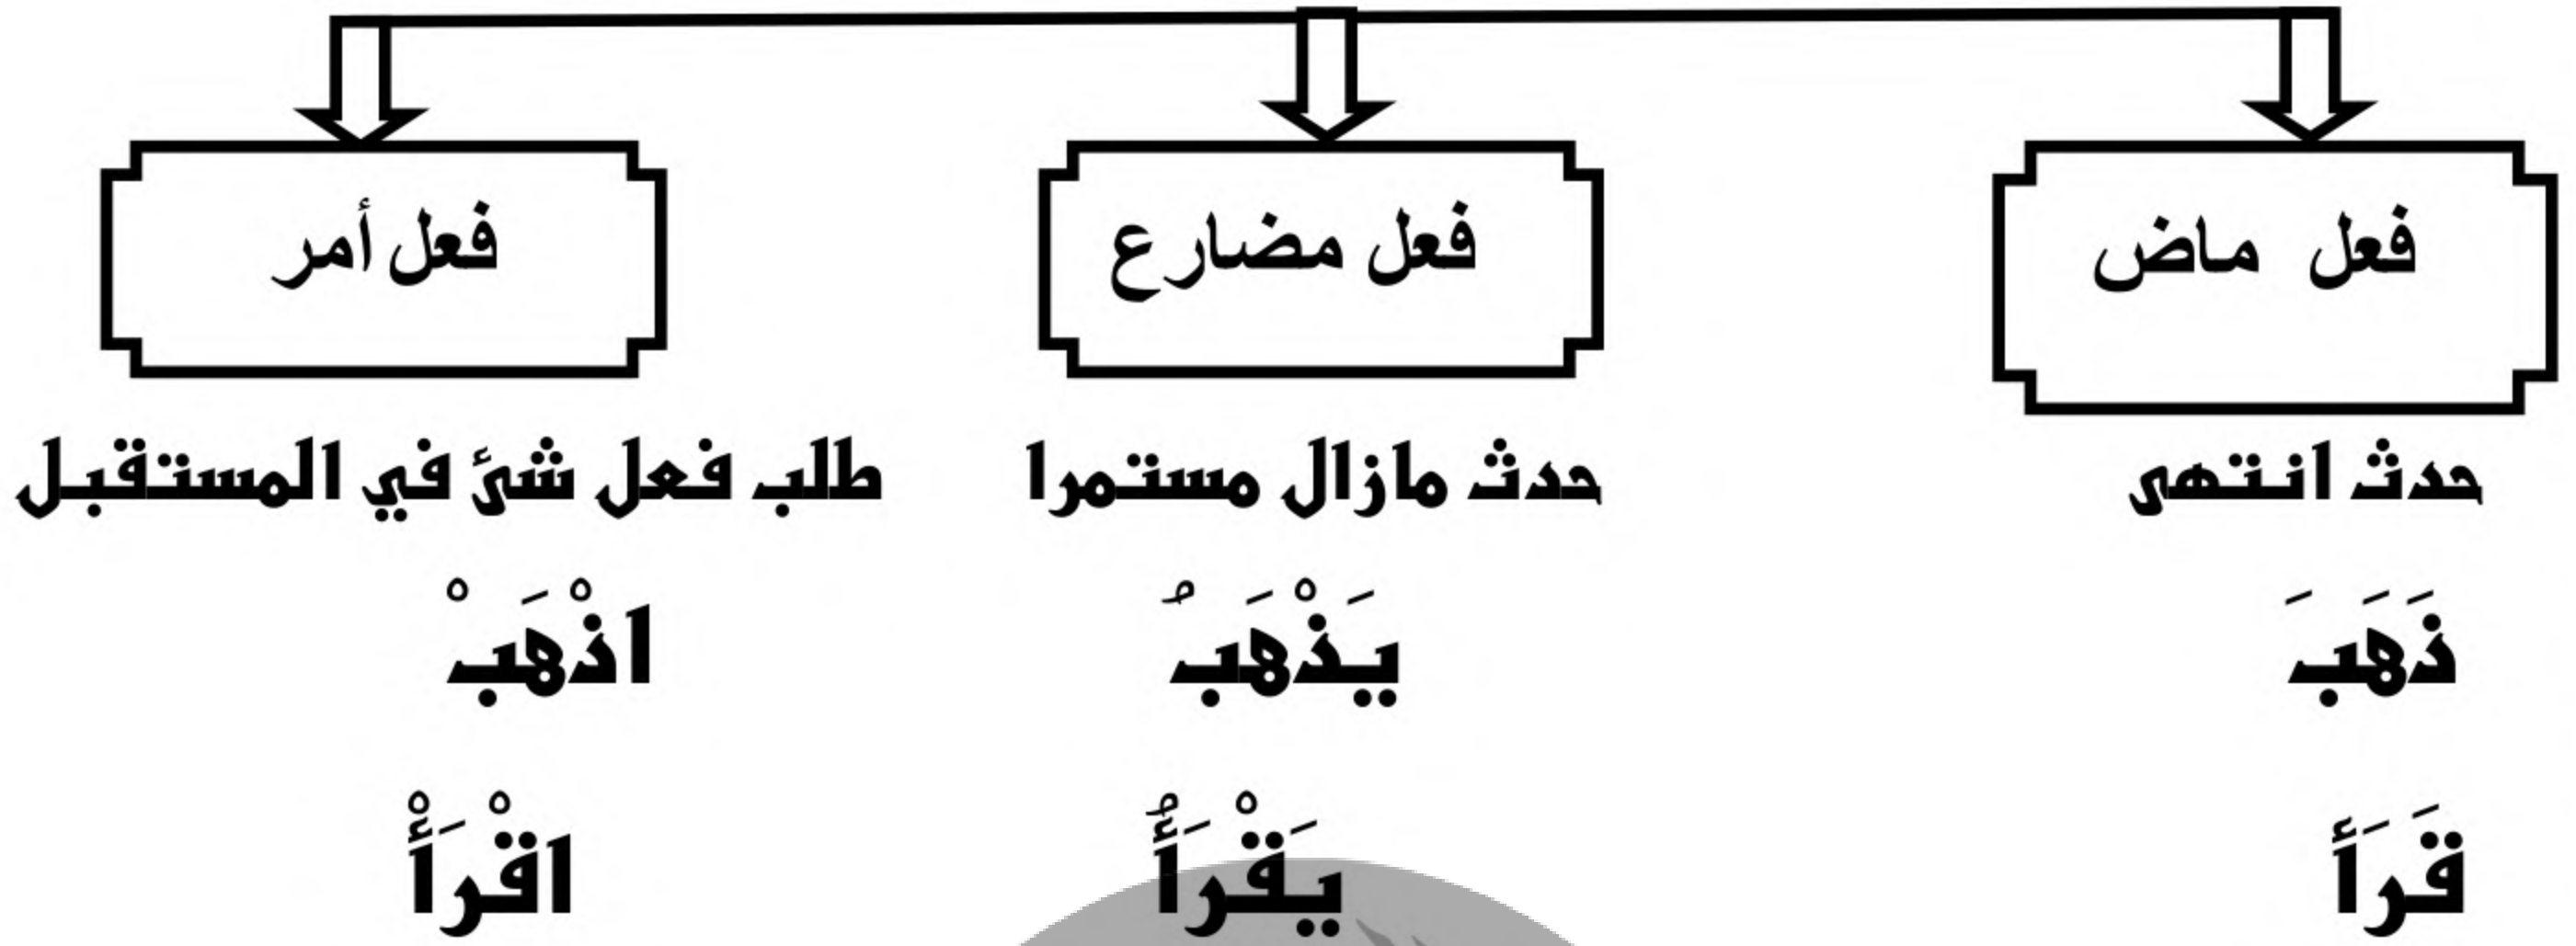 فعل ماض
فعل مضارع
فعل أمر
حدث انتهى
حدث مازال مستمرا
طلب فعل شئ في المستقبل
ذَهَبَ
يَذْهَبُ
اذْهَبْ
قَرَأَ
يَقْرَأُ
اقْرَأْ